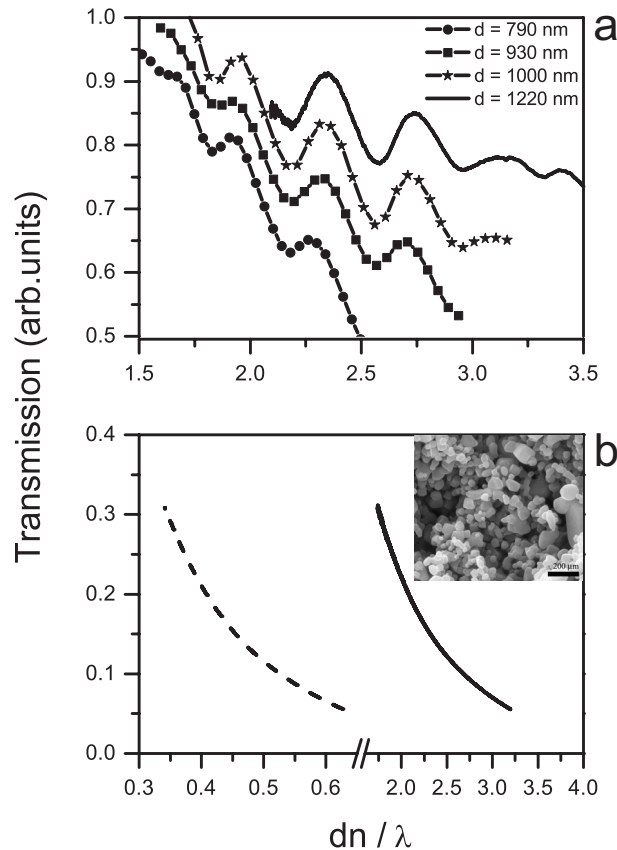 a
d = 790 nm
d = 930 nm
d = 1000 nm
d = 1220 nm
1.0
0.9
0.8
0.7
0.6
0.5
1.5 2.0 2.5 3.0 3.5
Transmission (arb.units)
b
0.4
0.3
0.2
0.1
0.0
200 μm
0.3 0.4 0.5 0.6 2.0 2.5 3.0 3.5 4.0
dn / λ